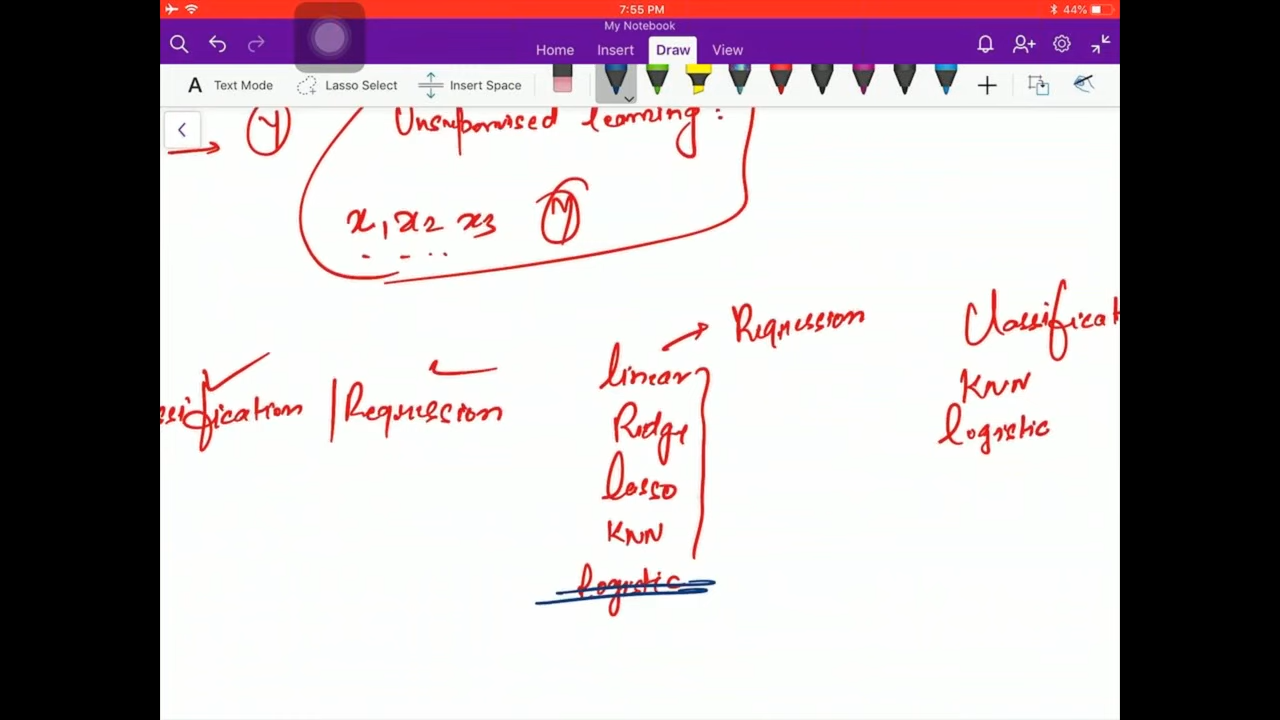 7:55 PM
44%
My Notebook
Home Insert Draw View
A Text Mode Lasso Select Insert Space
Y Unsupervised learning:
x1 x2 x3 Y
ssification | Regression
linear → Regression
Ridge
lasso
KNN
logistic
Classificat
KNN
logistic